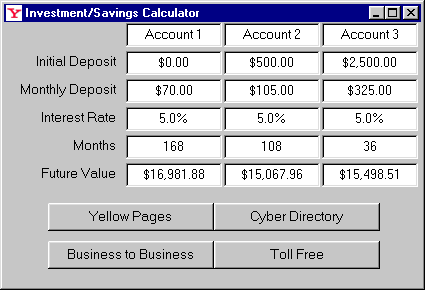 Investment/Savings Calculator
Account 1 Account 2 Account 3
Initial Deposit $0.00 $500.00 $2,500.00
Monthly Deposit $70.00 $105.00 $325.00
Interest Rate 5.0% 5.0% 5.0%
Months 168 108 36
Future Value $16,981.88 $15,067.96 $15,498.51
Yellow Pages Cyber Directory
Business to Business Toll Free